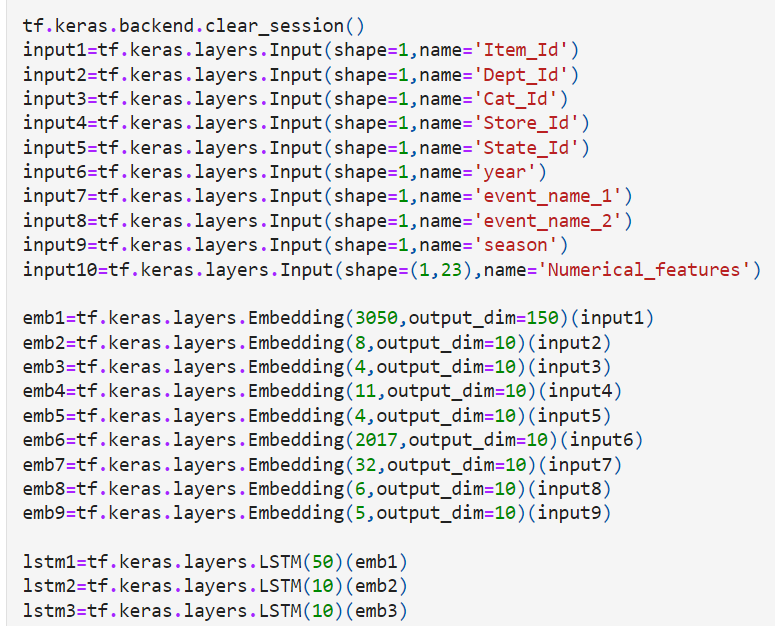 tf.keras.backend.clear_session()
input1=tf.keras.layers.Input(shape=1,name='Item_Id')
input2=tf.keras.layers.Input(shape=1,name='Dept_Id')
input3=tf.keras.layers.Input(shape=1,name='Cat_Id')
input4=tf.keras.layers.Input(shape=1,name='Store_Id')
input5=tf.keras.layers.Input(shape=1,name='State_Id')
input6=tf.keras.layers.Input(shape=1,name='year')
input7=tf.keras.layers.Input(shape=1,name='event_name_1')
input8=tf.keras.layers.Input(shape=1,name='event_name_2')
input9=tf.keras.layers.Input(shape=1,name='season')
input10=tf.keras.layers.Input(shape=(1,23),name='Numerical_features')
emb1=tf.keras.layers.Embedding(3050,output_dim=150)(input1)
emb2=tf.keras.layers.Embedding(8,output_dim=10)(input2)
emb3=tf.keras.layers.Embedding(4,output_dim=10)(input3)
emb4=tf.keras.layers.Embedding(11,output_dim=10)(input4)
emb5=tf.keras.layers.Embedding(4,output_dim=10)(input5)
emb6=tf.keras.layers.Embedding(2017,output_dim=10)(input6)
emb7=tf.keras.layers.Embedding(32,output_dim=10)(input7)
emb8=tf.keras.layers.Embedding(6,output_dim=10)(input8)
emb9=tf.keras.layers.Embedding(5,output_dim=10)(input9)
lstm1=tf.keras.layers.LSTM(50)(emb1)
lstm2=tf.keras.layers.LSTM(10)(emb2)
lstm3=tf.keras.layers.LSTM(10)(emb3)